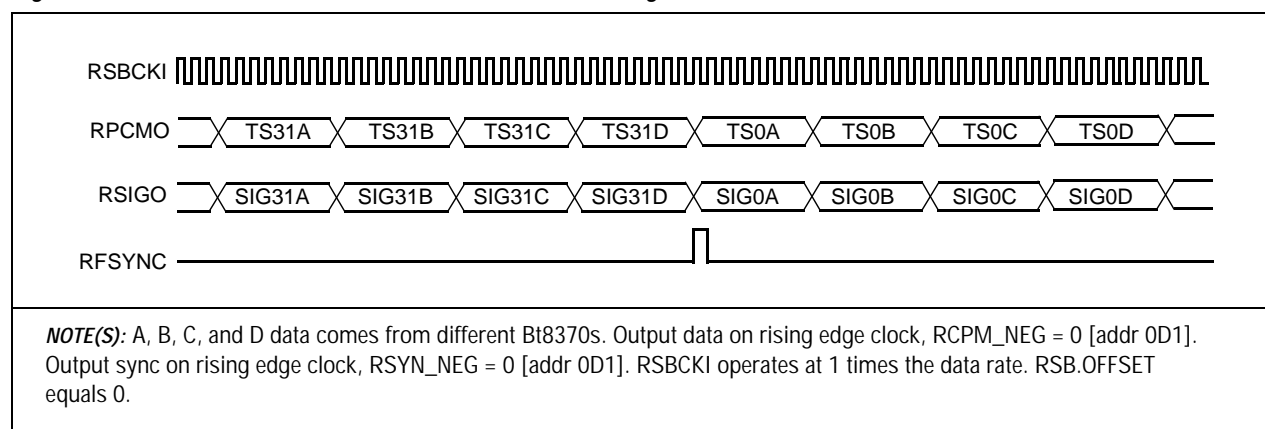 RSBCKI
RPCMO TS31A TS31B TS31C TS31D TS0A TS0B TS0C TS0D
RSIGO SIG31A SIG31B SIG31C SIG31D SIG0A SIG0B SIG0C SIG0D
RFSYNC
NOTE(S): A, B, C, and D data comes from different Bt8370s. Output data on rising edge clock, RCPM_NEG = 0 [addr 0D1].
Output sync on rising edge clock, RSYN_NEG = 0 [addr 0D1]. RSBCKI operates at 1 times the data rate. RSB.OFFSET
equals 0.